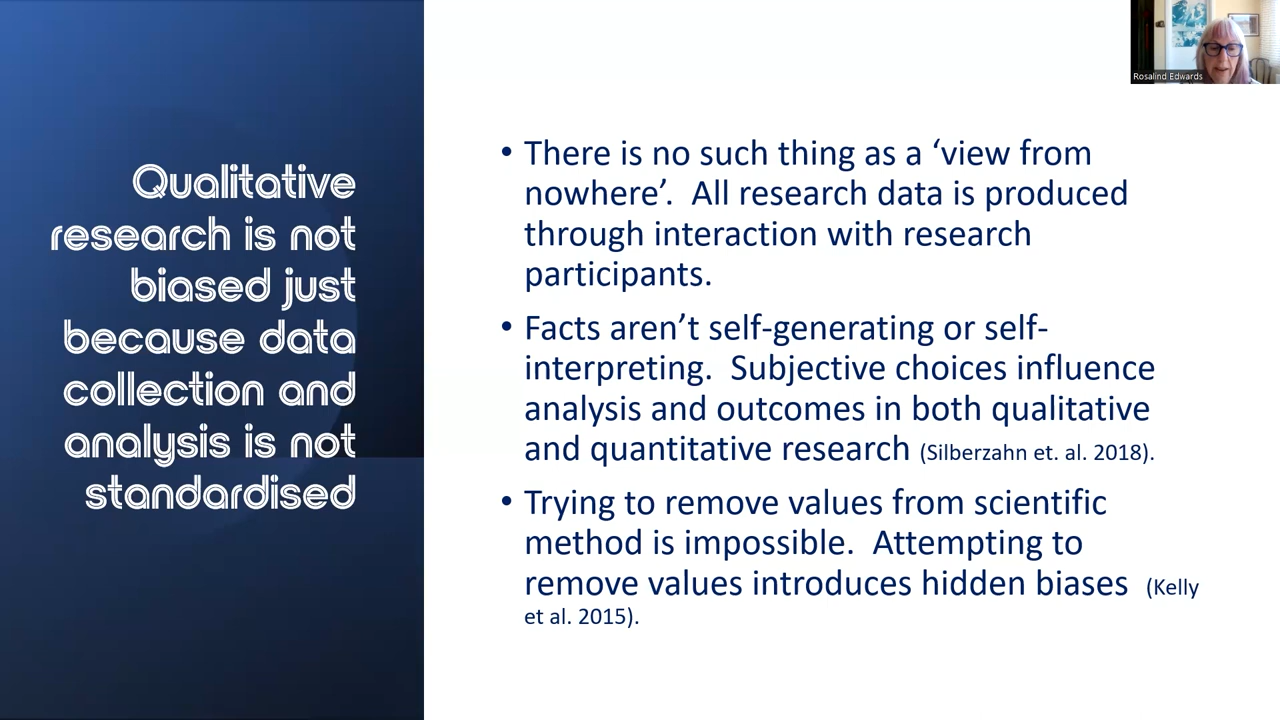 Qualitative
research is not
biased just
because data
collection and
analysis is not
standardised
• There is no such thing as a ‘view from
nowhere’.  All research data is produced
through interaction with research
participants.
• Facts aren’t self-generating or self-
interpreting.  Subjective choices influence
analysis and outcomes in both qualitative
and quantitative research (Silberzahn et. al. 2018).
• Trying to remove values from scientific
method is impossible.  Attempting to
remove values introduces hidden biases  (Kelly
et al. 2015).
Rosalind Edwards